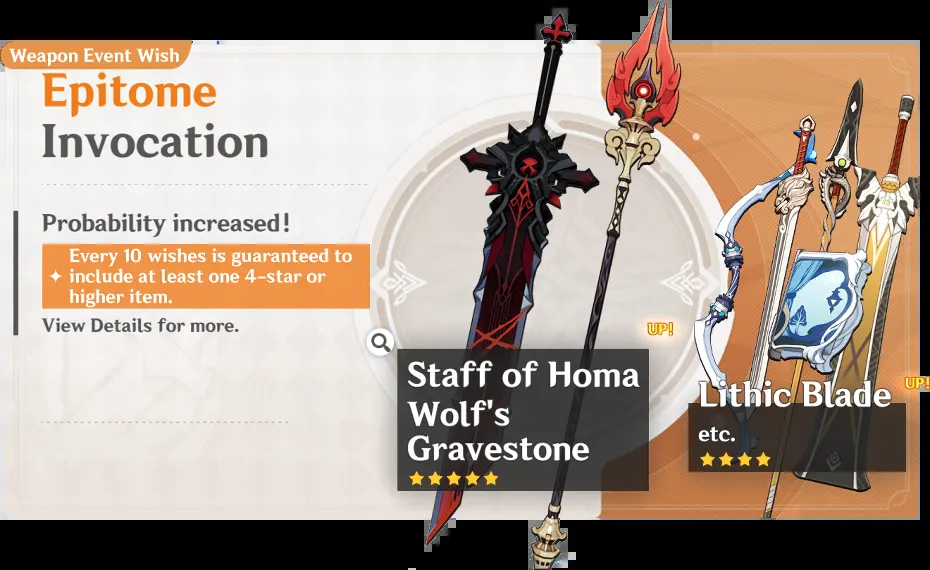 Weapon Event Wish
Epitome
Invocation
Probability increased!
Every 10 wishes is guaranteed to
include at least one 4-star or
higher item.
View Details for more.
UP!
Staff of Homa
Wolf's
Gravestone
UP!
Lithic Blade
etc.